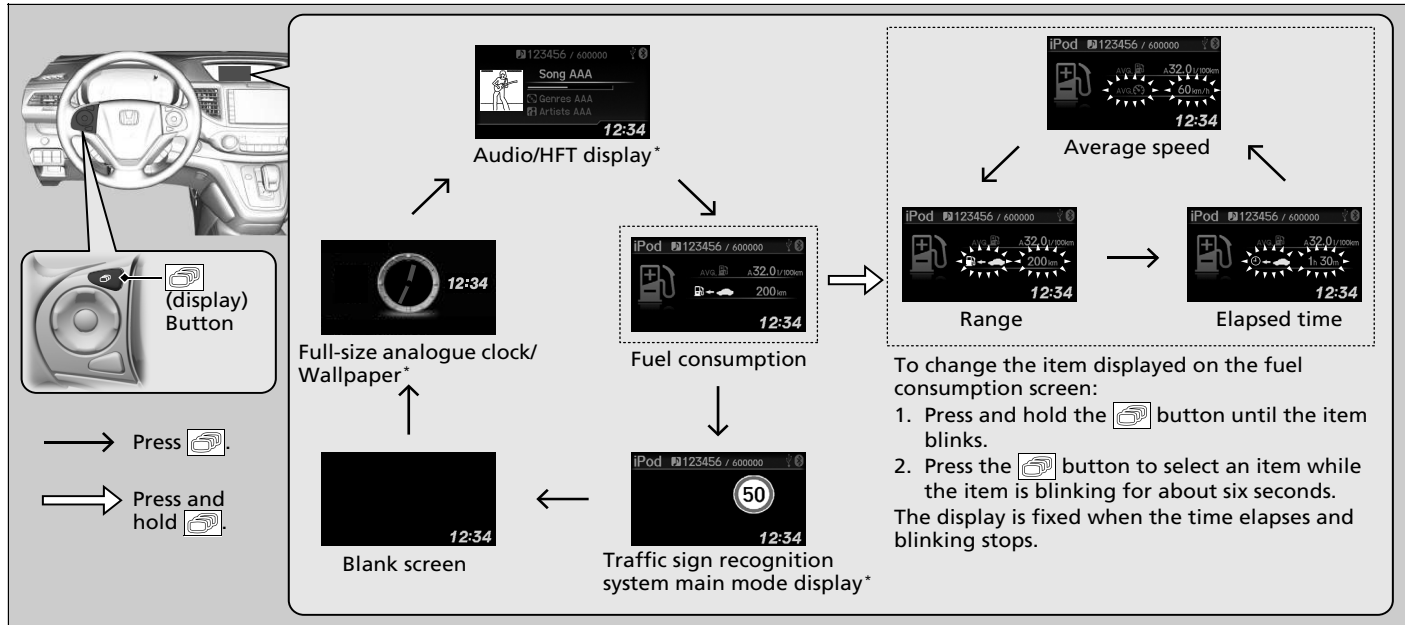 123456 / 600000
Song AAA
Genres AAA
Artists AAA
12:34
Audio/HFT display*
iPod 123456 / 600000
AVG. A32.0 l/100km
AVG. 60 km/h
12:34
Average speed
(display)
Button
12:34
Full-size analogue clock/
Wallpaper*
iPod 123456 / 600000
AVG. A32.0 l/100km
200 km
12:34
Fuel consumption
iPod 123456 / 600000
AVG. A32.0 l/100km
200 km
12:34
Range
iPod 123456 / 600000
A32.0 l/100km
1h 30m
12:34
Elapsed time
Press .
Press and
hold .
12:34
Blank screen
iPod 123456 / 600000
50
12:34
Traffic sign recognition
system main mode display*
To change the item displayed on the fuel
consumption screen:
1. Press and hold the button until the item
blinks.
2. Press the button to select an item while
the item is blinking for about six seconds.
The display is fixed when the time elapses and
blinking stops.